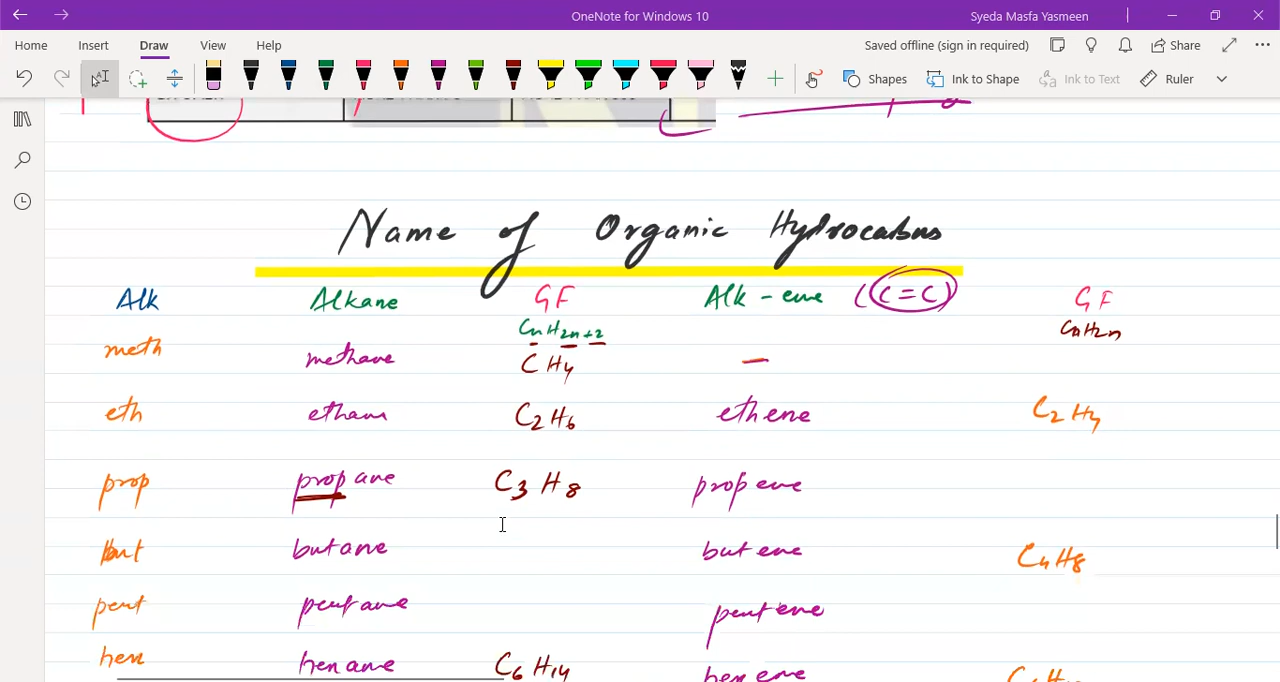 OneNote for Windows 10
Syeda Masfa Yasmeen
Home Insert Draw View Help
Saved offline (sign in required) Share
Shapes Ink to Shape Ink to Text Ruler
Name of Organic Hydrocarbns
Alk Alkane GF Alk - ene (C=C) GF
CnH2n+2 CnH2n
meth methane CH4 —
eth ethane C2H6 ethene C2H4
prop propane C3H8 propene
but butane butene C4H8
pent pentane pentene
hex hexane C6H14 hexene